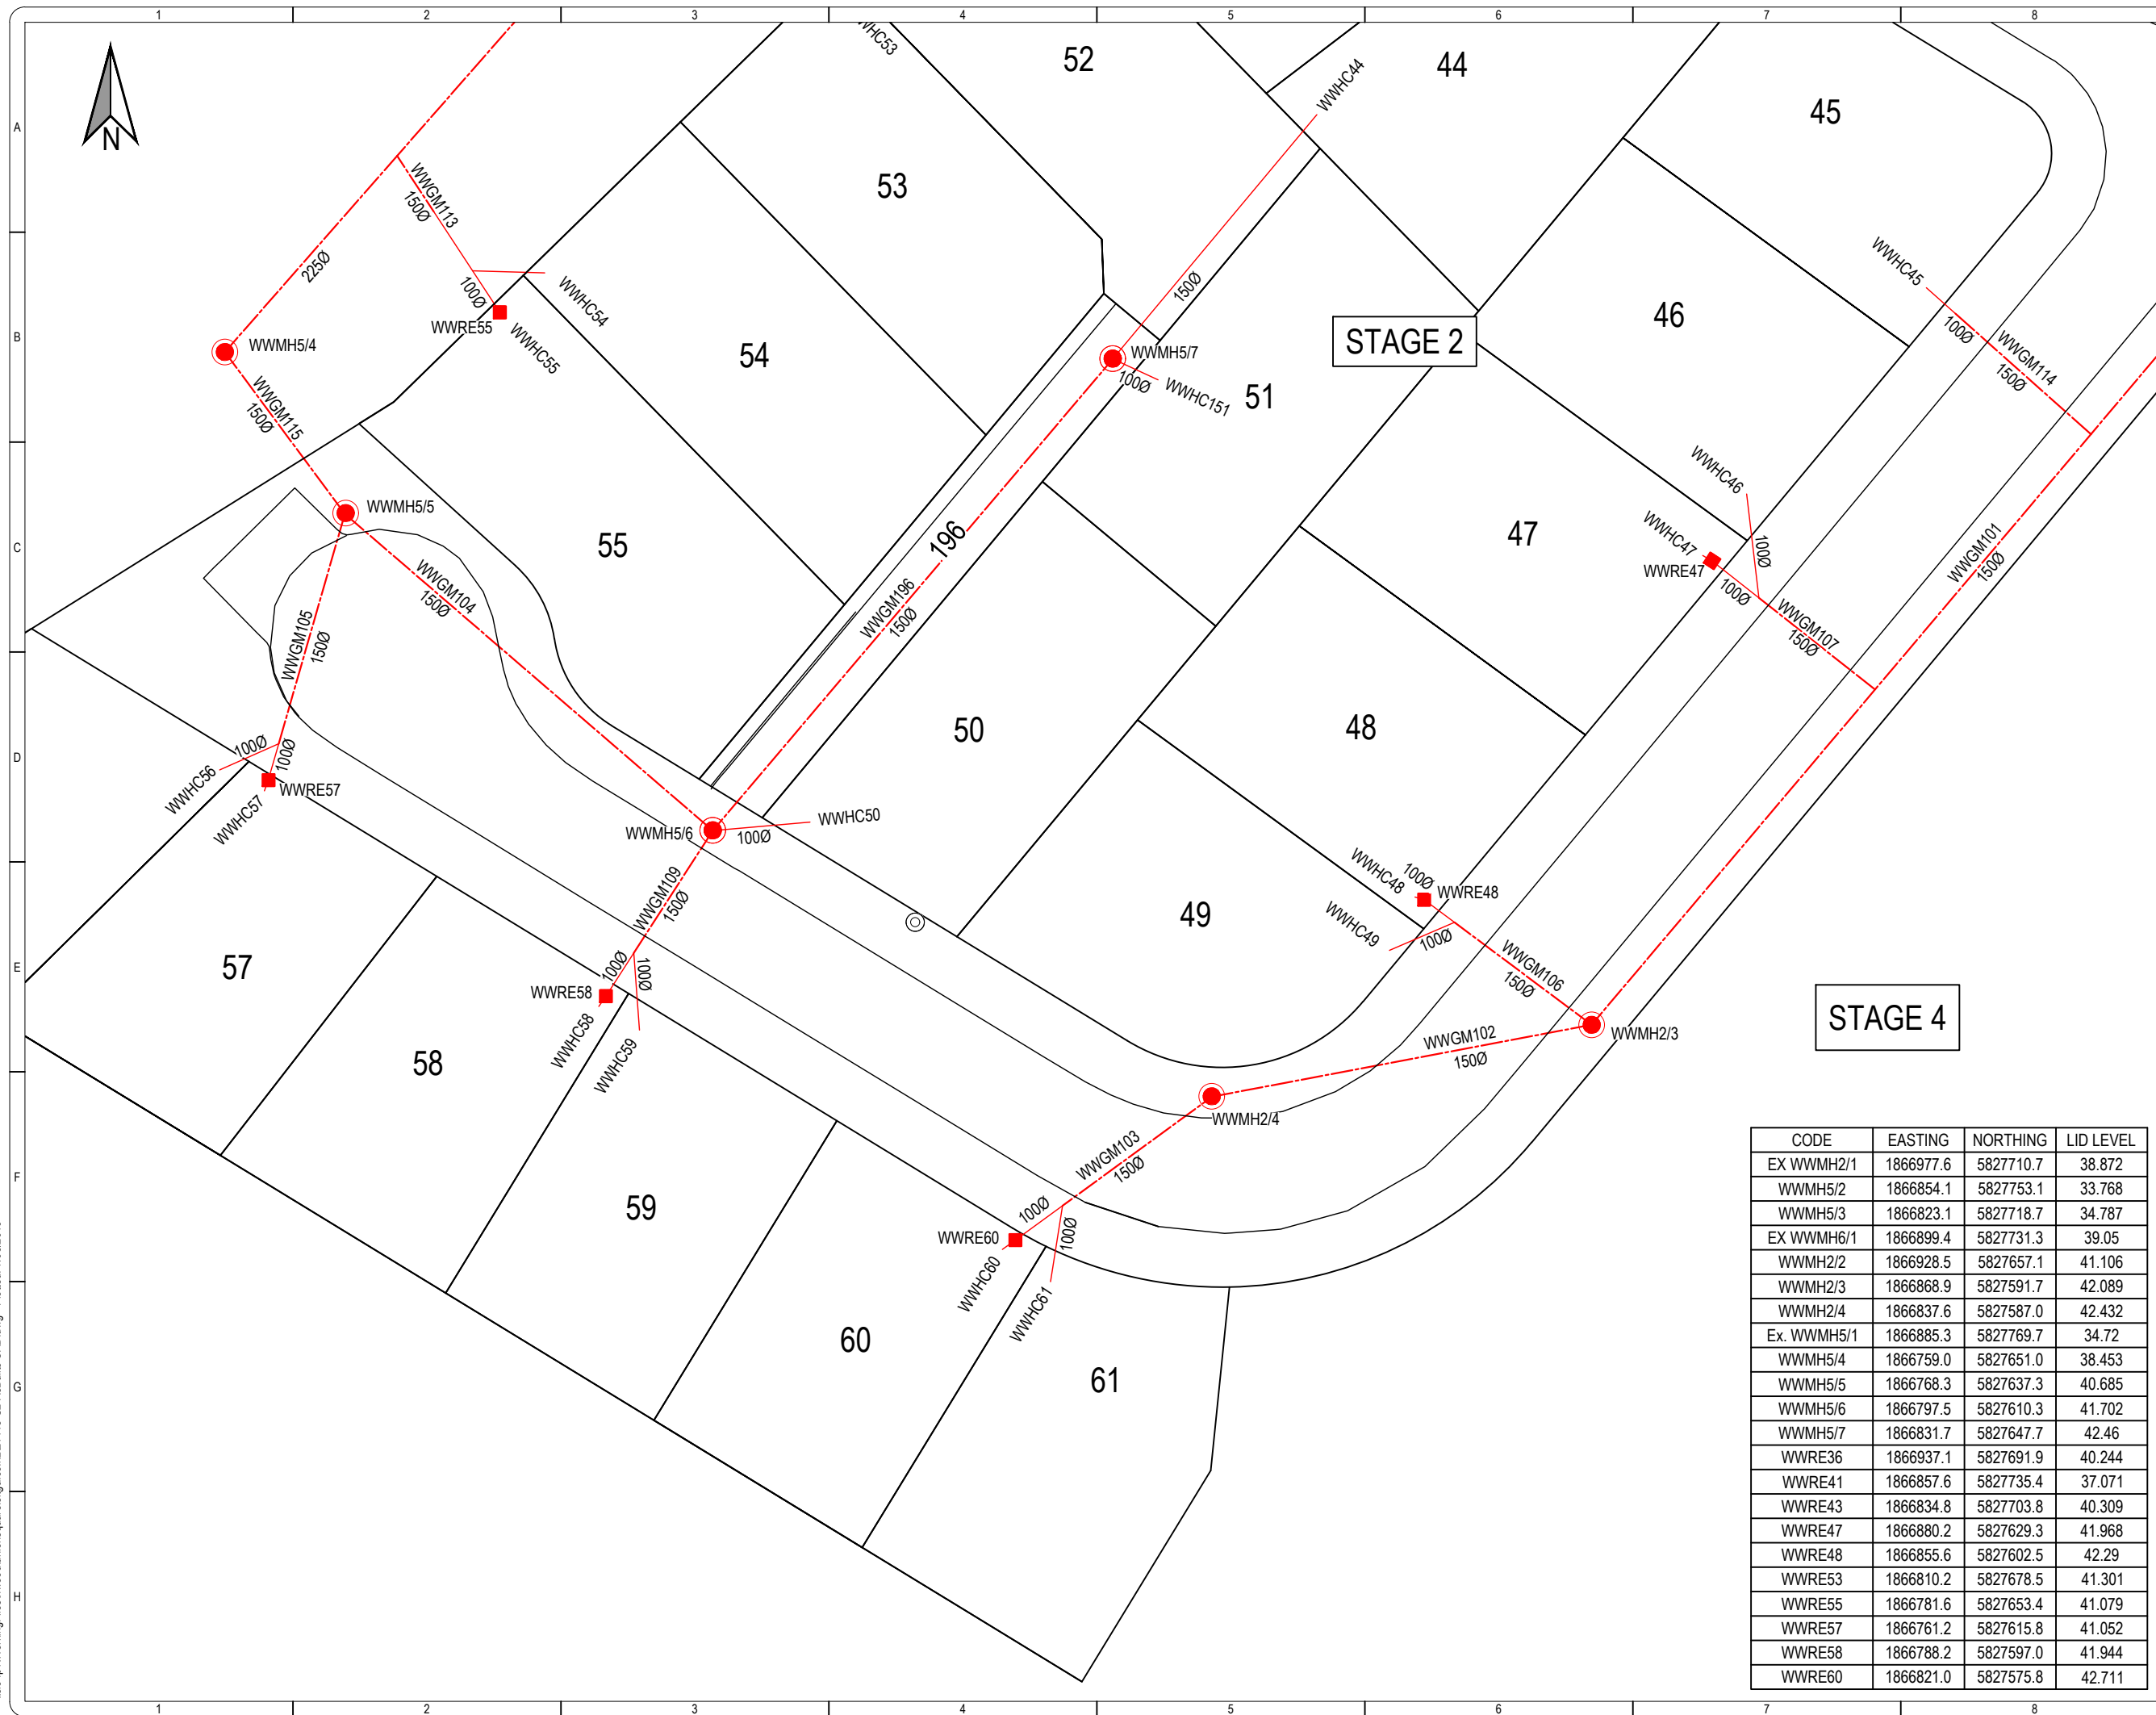 1 2 3 4 5 6 7 8
A
B
C
D
E
F
G
H
N
WWHC53
52
44
WWHC44
45
53
WWGM113
150Ø
225Ø
100Ø
WWHC54
WWRE55
WWHC55
WWMH5/4
54
150Ø
STAGE 2
46
WWHC45
100Ø
WWGM114
150Ø
WWMH5/7
100Ø
WWHC151
51
WWGM115
150Ø
WWMH5/5
55
WWGM104
150Ø
196
WWGM196
150Ø
47
WWHC46
WWHC47
WWRE47
100Ø
100Ø
WWGM107
150Ø
WWGM101
150Ø
WWGM105
150Ø
50
48
100Ø
100Ø
WWHC56
WWHC57
WWRE57
WWMH5/6
100Ø
WWHC50
WWGM109
150Ø
WWHC48
100Ø
WWRE48
WWHC49
100Ø
49
WWGM106
150Ø
57
100Ø
100Ø
WWRE58
WWHC58
WWHC59
58
WWMH2/3
STAGE 4
WWGM102
150Ø
WWMH2/4
WWGM103
150Ø
59
100Ø
100Ø
WWRE60
WWHC60
WWHC61
60
61
CODE EASTING NORTHING LID LEVEL
EX WWMH2/1 1866977.6 5827710.7 38.872
WWMH5/2 1866854.1 5827753.1 33.768
WWMH5/3 1866823.1 5827718.7 34.787
EX WWMH6/1 1866899.4 5827731.3 39.05
WWMH2/2 1866928.5 5827657.1 41.106
WWMH2/3 1866868.9 5827591.7 42.089
WWMH2/4 1866837.6 5827587.0 42.432
Ex. WWMH5/1 1866885.3 5827769.7 34.72
WWMH5/4 1866759.0 5827651.0 38.453
WWMH5/5 1866768.3 5827637.3 40.685
WWMH5/6 1866797.5 5827610.3 41.702
WWMH5/7 1866831.7 5827647.7 42.46
WWRE36 1866937.1 5827691.9 40.244
WWRE41 1866857.6 5827735.4 37.071
WWRE43 1866834.8 5827703.8 40.309
WWRE47 1866880.2 5827629.3 41.968
WWRE48 1866855.6 5827602.5 42.29
WWRE53 1866810.2 5827678.5 41.301
WWRE55 1866781.6 5827653.4 41.079
WWRE57 1866761.2 5827615.8 41.052
WWRE58 1866788.2 5827597.0 41.944
WWRE60 1866821.0 5827575.8 42.711
1 2 3 4 5 6 7 8